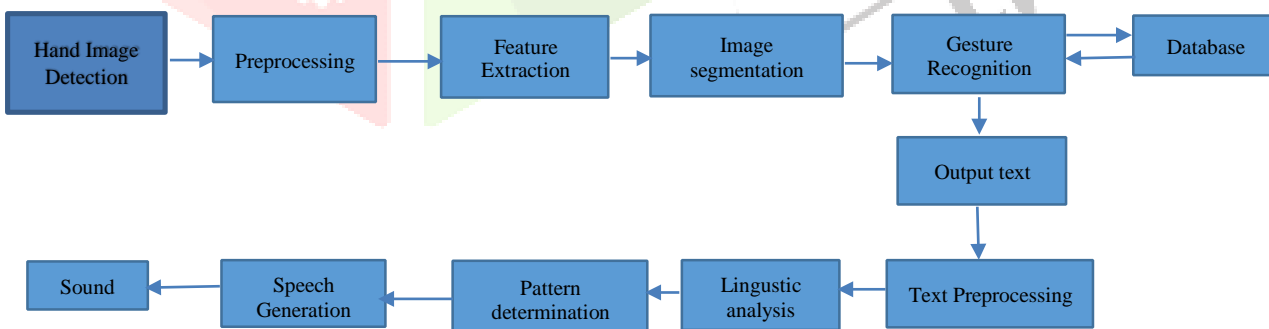 Hand Image
Detection
Preprocessing
Feature
Extraction
Image
segmentation
Gesture
Recognition
Database
Output text
Text Preprocessing
Lingustic
analysis
Pattern
determination
Speech
Generation
Sound